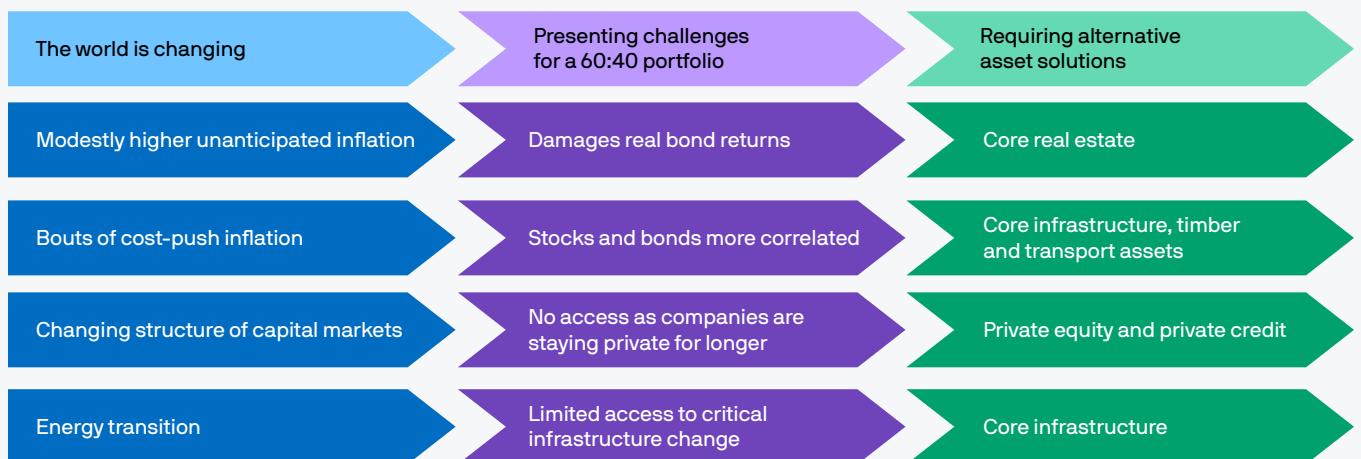 The world is changing
Presenting challenges
for a 60:40 portfolio
Requiring alternative
asset solutions
Modestly higher unanticipated inflation
Damages real bond returns
Core real estate
Bouts of cost-push inflation
Stocks and bonds more correlated
Core infrastructure, timber
and transport assets
Changing structure of capital markets
No access as companies are
staying private for longer
Private equity and private credit
Energy transition
Limited access to critical
infrastructure change
Core infrastructure